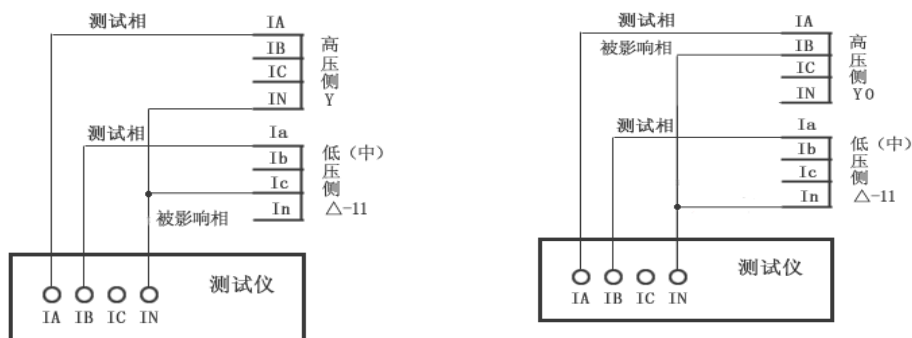 测试相 IA
IB 高
IC 压
侧
IN Y
测试相 Ia
Ib 低（中）
压
Ic 侧
被影响相 In △-11
测试仪
IA IB IC IN
测试相 IA
被影响相 IB 高
压
IC 侧
IN Y0
测试相 Ia
Ib 低（中）
压
Ic 侧
In △-11
测试仪
IA IB IC IN